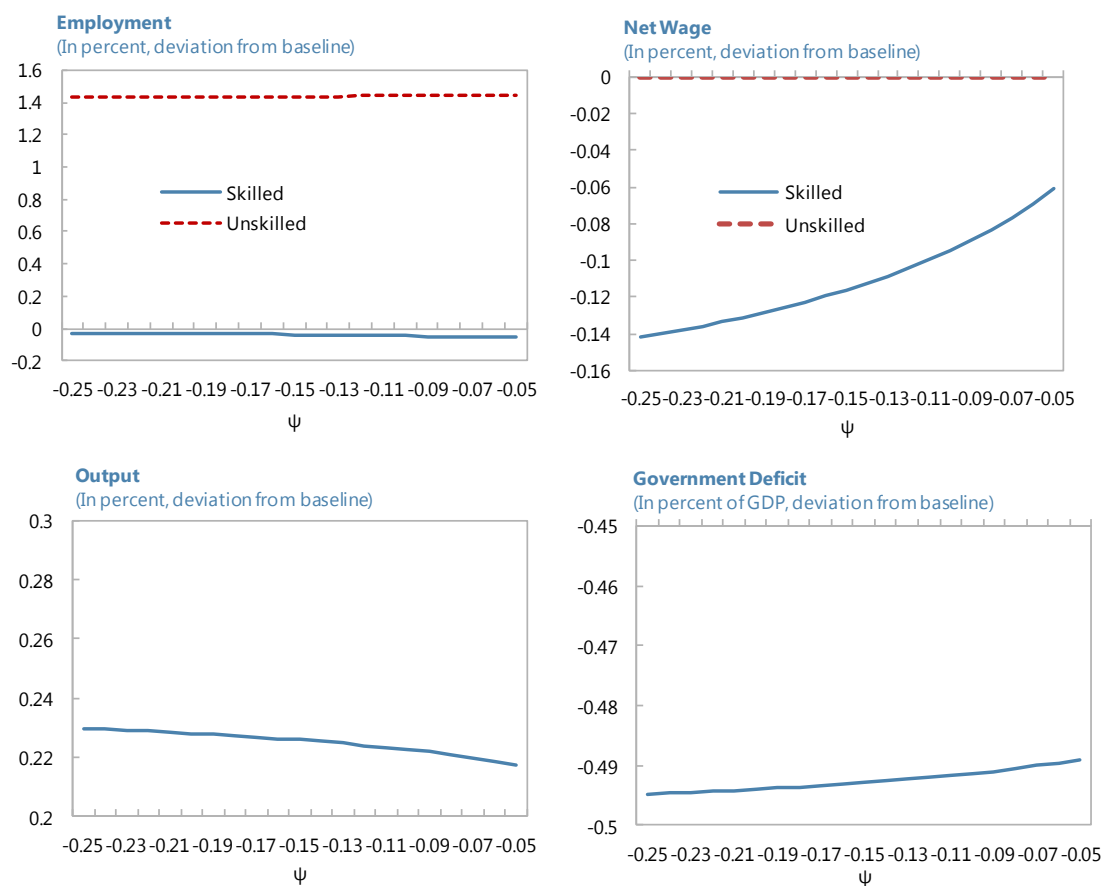 Employment
(In percent, deviation from baseline)
1.6
1.4
1.2
1
0.8
0.6
0.4
0.2
0
-0.2
Skilled
Unskilled
-0.25 -0.23 -0.21 -0.19 -0.17 -0.15 -0.13 -0.11 -0.09 -0.07 -0.05
ψ
Net Wage
(In percent, deviation from baseline)
0
-0.02
-0.04
-0.06
-0.08
-0.1
-0.12
-0.14
-0.16
Skilled
Unskilled
-0.25 -0.23 -0.21 -0.19 -0.17 -0.15 -0.13 -0.11 -0.09 -0.07 -0.05
ψ
Output
(In percent, deviation from baseline)
0.3
0.28
0.26
0.24
0.22
0.2
-0.25 -0.23 -0.21 -0.19 -0.17 -0.15 -0.13 -0.11 -0.09 -0.07 -0.05
ψ
Government Deficit
(In percent of GDP, deviation from baseline)
-0.45
-0.46
-0.47
-0.48
-0.49
-0.5
-0.25 -0.23 -0.21 -0.19 -0.17 -0.15 -0.13 -0.11 -0.09 -0.07 -0.05
ψ